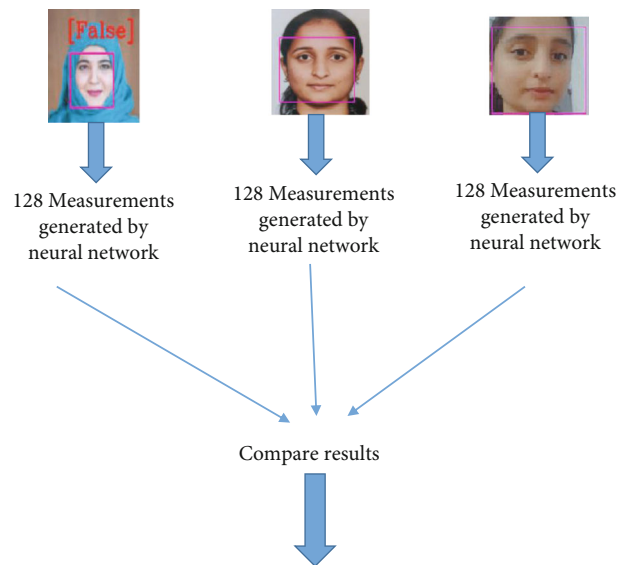 [False]
128 Measurements
generated by
neural network
128 Measurements
generated by
neural network
128 Measurements
generated by
neural network
Compare results